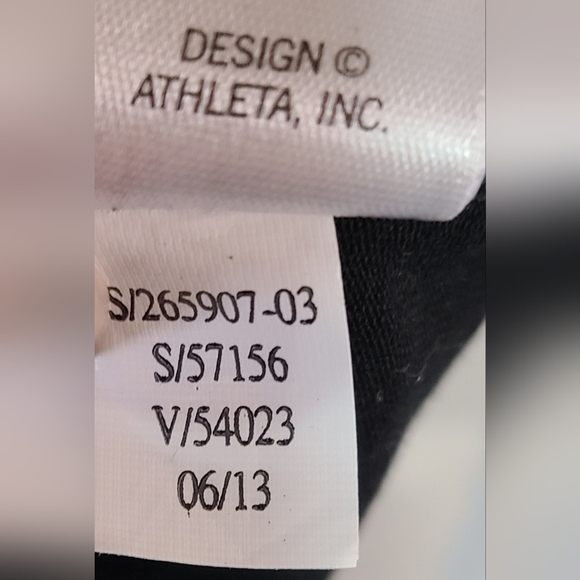 DESIGN ©
ATHLETA, INC.
S/265907-03
S/57156
V/54023
06/13